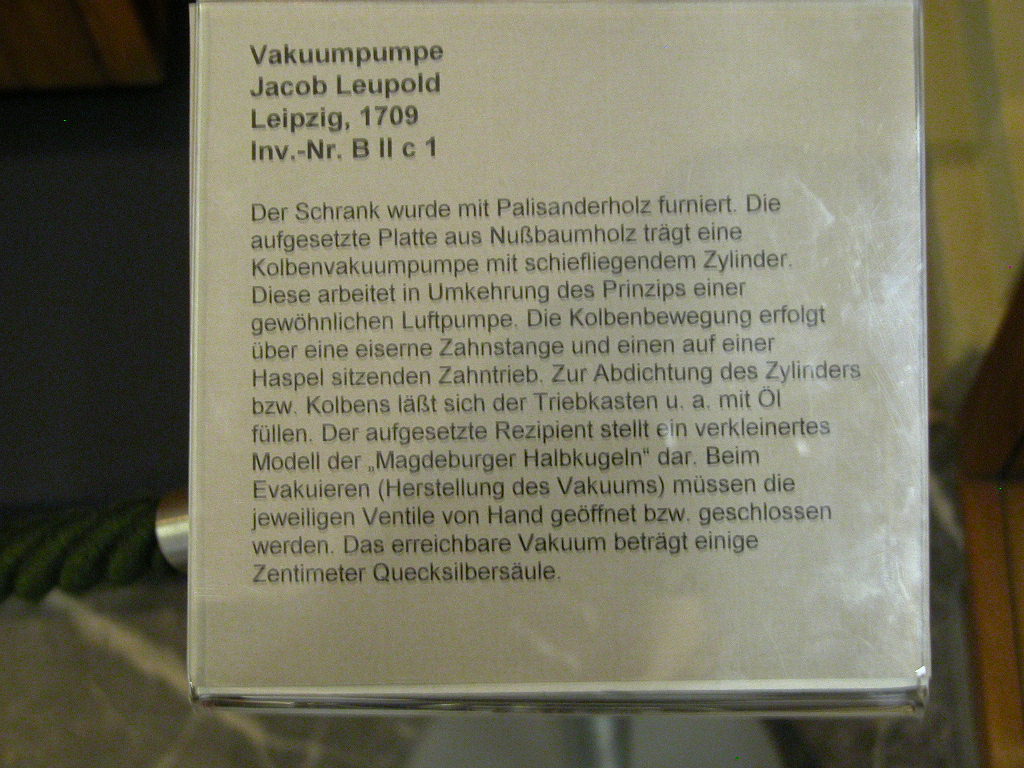 Vakuumpumpe
Jacob Leupold
Leipzig, 1709
Inv.-Nr. B II c 1
Der Schrank wurde mit Palisanderholz furniert. Die
aufgesetzte Platte aus Nußbaumholz trägt eine
Kolbenvakuumpumpe mit schiefliegendem Zylinder.
Diese arbeitet in Umkehrung des Prinzips einer
gewöhnlichen Luftpumpe. Die Kolbenbewegung erfolgt
über eine eiserne Zahnstange und einen auf einer
Haspel sitzenden Zahntrieb. Zur Abdichtung des Zylinders
bzw. Kolbens läßt sich der Triebkasten u. a. mit Öl
füllen. Der aufgesetzte Rezipient stellt ein verkleinertes
Modell der „Magdeburger Halbkugeln“ dar. Beim
Evakuieren (Herstellung des Vakuums) müssen die
jeweiligen Ventile von Hand geöffnet bzw. geschlossen
werden. Das erreichbare Vakuum beträgt einige
Zentimeter Quecksilbersäule.